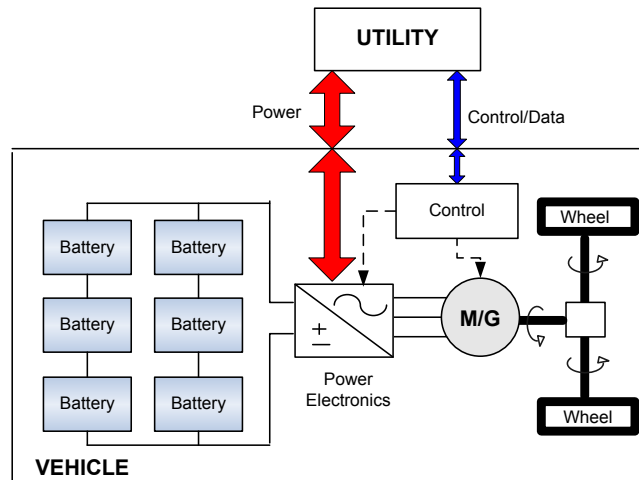 UTILITY
Power
Control/Data
Control
Wheel
Battery
Battery
Battery
Battery
M/G
Power
Electronics
Battery
Battery
Wheel
VEHICLE